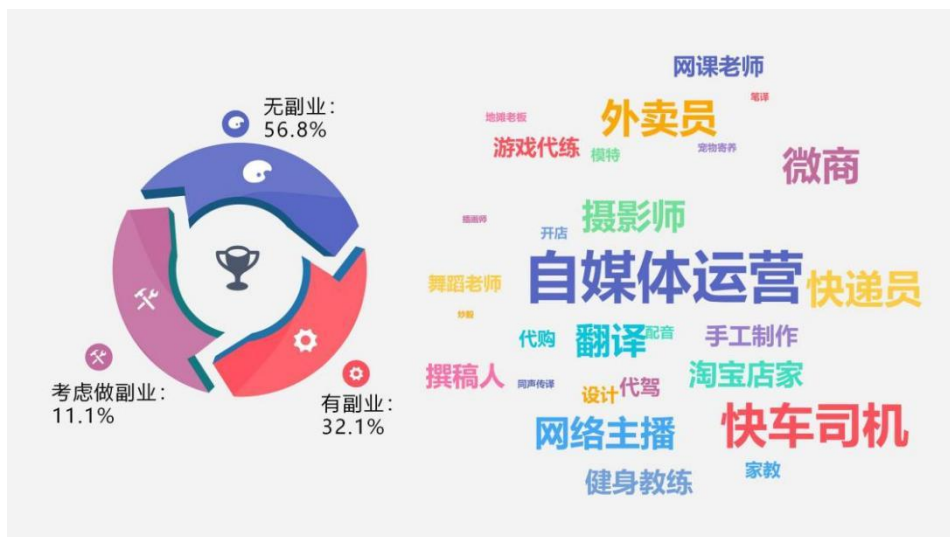 无副业：
56.8%
考虑做副业：
11.1%
有副业：
32.1%
网课老师
笔译
地摊老板
外卖员
游戏代练
模特
宠物寄养
微商
插画师
摄影师
开店
自媒体运营
舞蹈老师
快递员
炒股
代购
翻译
配音
手工制作
撰稿人
同声传译
设计
代驾
淘宝店家
网络主播
快车司机
健身教练
家教